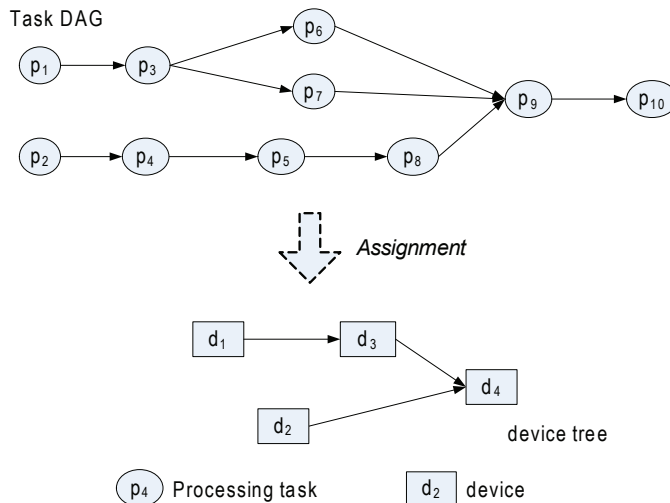 Task DAG
p6
p1
p3
p7
p9
p10
p2
p4
p5
p8
Assignment
d1
d3
d4
d2
device tree
p4 Processing task
d2 device